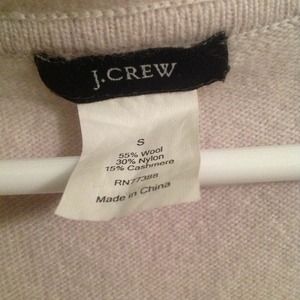 J.CREW
S
55% Wool
30% Nylon
15% Cashmere
RN77388
Made in China